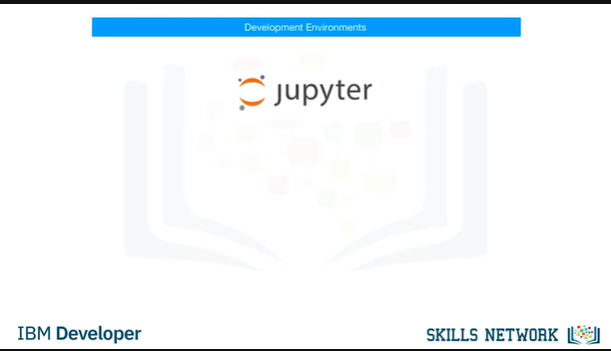 Development Environments
jupyter
IBM Developer
SKILLS NETWORK